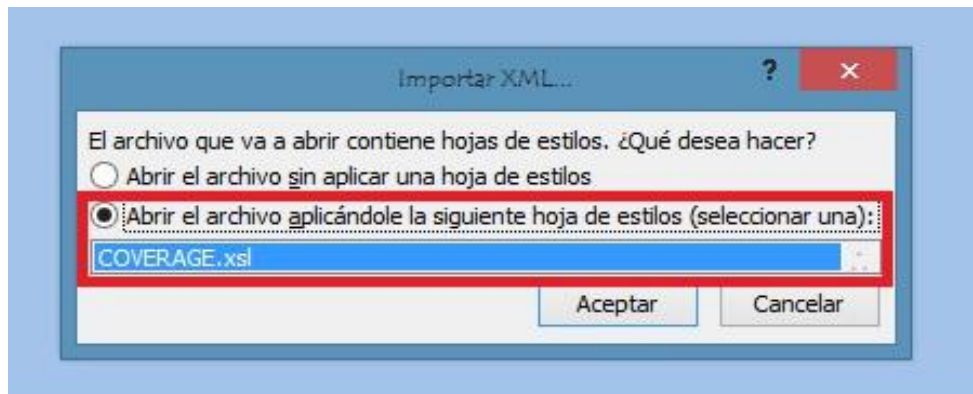 Importar XML...
?
El archivo que va a abrir contiene hojas de estilos. ¿Qué desea hacer?
Abrir el archivo sin aplicar una hoja de estilos
Abrir el archivo aplicándole la siguiente hoja de estilos (seleccionar una):
COVERAGE.xsl
Aceptar Cancelar